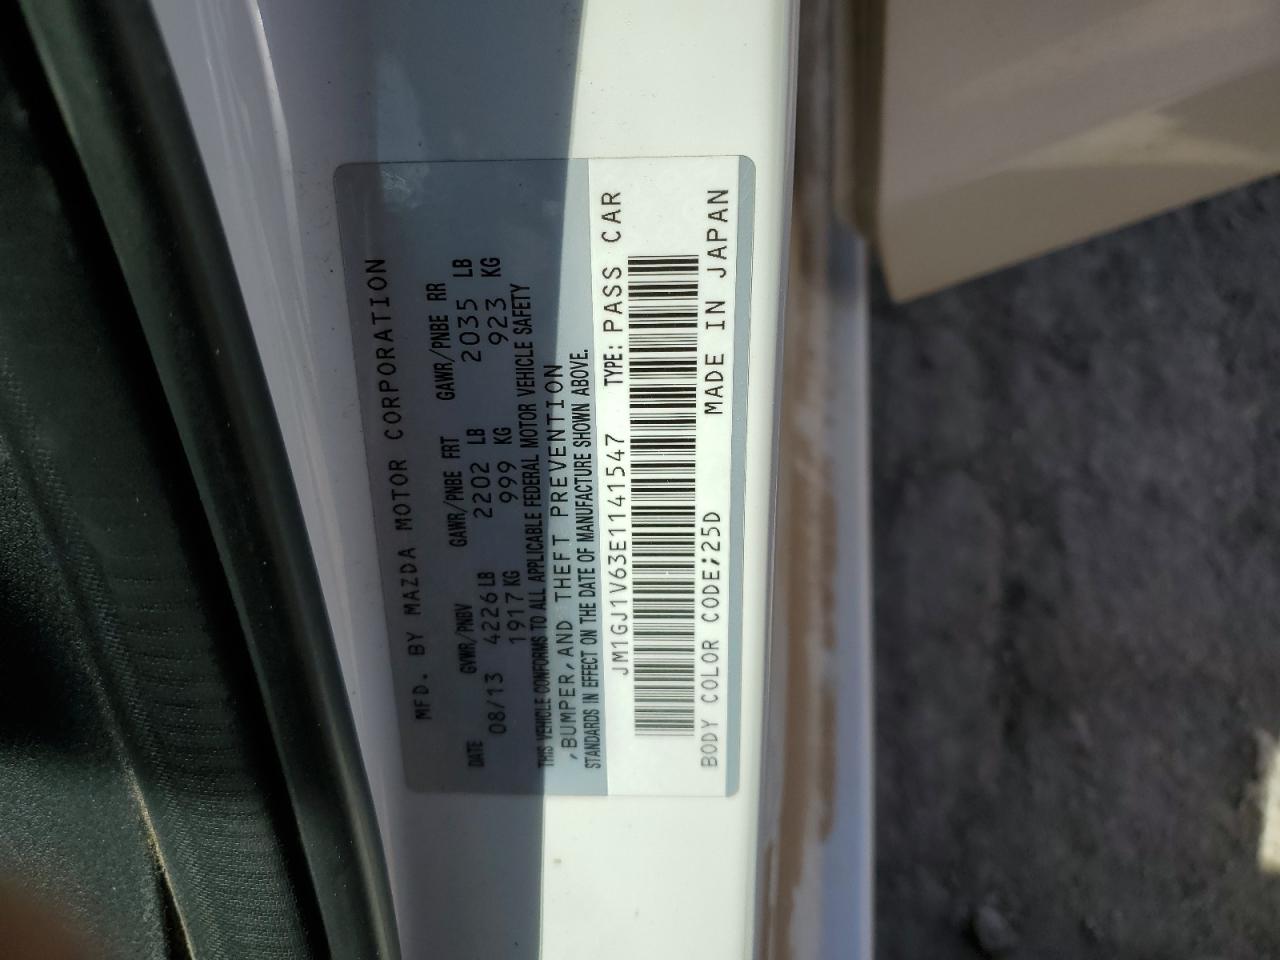 MFD. BY MAZDA MOTOR CORPORATION
DATE GVWR/PNBV GAWR/PNBE FRT GAWR/PNBE RR
08/13 4226LB 2202 LB 2035 LB
1917KG 999 KG 923 KG
THIS VEHICLE CONFORMS TO ALL APPLICABLE FEDERAL MOTOR VEHICLE SAFETY
,BUMPER,AND THEFT PREVENTION
STANDARDS IN EFFECT ON THE DATE OF MANUFACTURE SHOWN ABOVE.
JM1GJ1V63E1141547 TYPE: PASS CAR
BODY COLOR CODE;25D MADE IN JAPAN